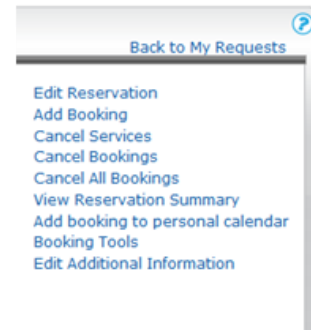 ?
Back to My Requests
Edit Reservation
Add Booking
Cancel Services
Cancel Bookings
Cancel All Bookings
View Reservation Summary
Add booking to personal calendar
Booking Tools
Edit Additional Information